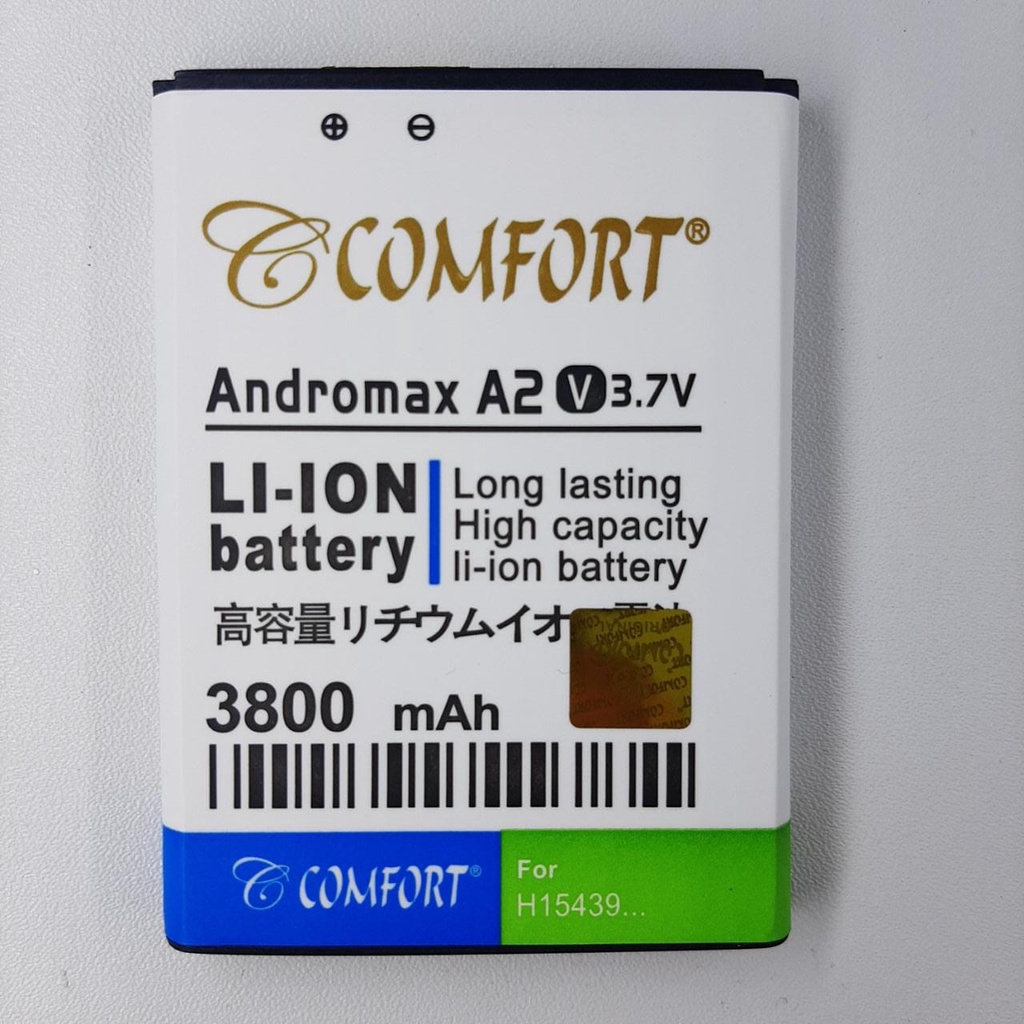 ⊕ ⊖
COMFORT®
Andromax A2 V 3.7V
LI-ION
battery
Long lasting
High capacity
li-ion battery
高容量リチウムイオ
3800 mAh
COMFORT®
For
H15439...